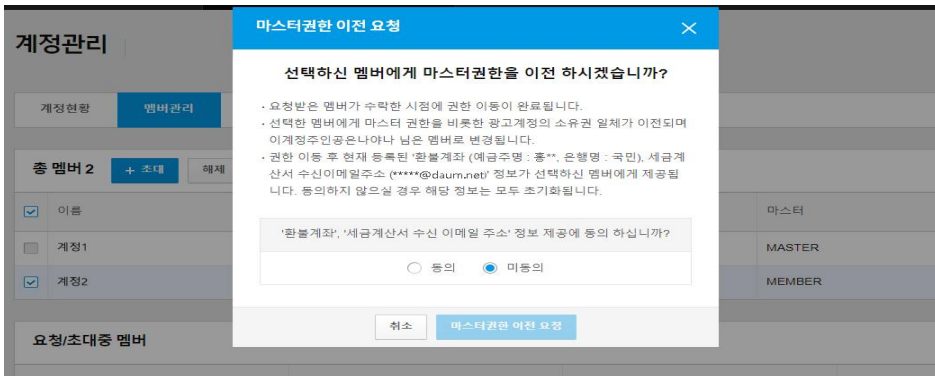 계정관리
계정현황
멤버관리
총 멤버 2
+ 초대
해제
이름
마스터
계정1
MASTER
계정2
MEMBER
요청/초대중 멤버
마스터권한 이전 요청
선택하신 멤버에게 마스터권한을 이전 하시겠습니까?
· 요청받은 멤버가 수락한 시점에 권한 이동이 완료됩니다.
· 선택한 멤버에게 마스터 권한을 비롯한 광고계정의 소유권 일체가 이전되며
이계정주인공은나야나 님은 멤버로 변경됩니다.
· 권한 이동 후 현재 등록된 '환불계좌 (예금주명 : 홍**, 은행명 : 국민), 세금계
산서 수신이메일주소 (*****@daum.net)' 정보가 선택하신 멤버에게 제공됩
니다. 동의하지 않으실 경우 해당 정보는 모두 초기화됩니다.
'환불계좌', '세금계산서 수신 이메일 주소' 정보 제공에 동의 하십니까?
동의
미동의
취소
마스터권한 이전 요청